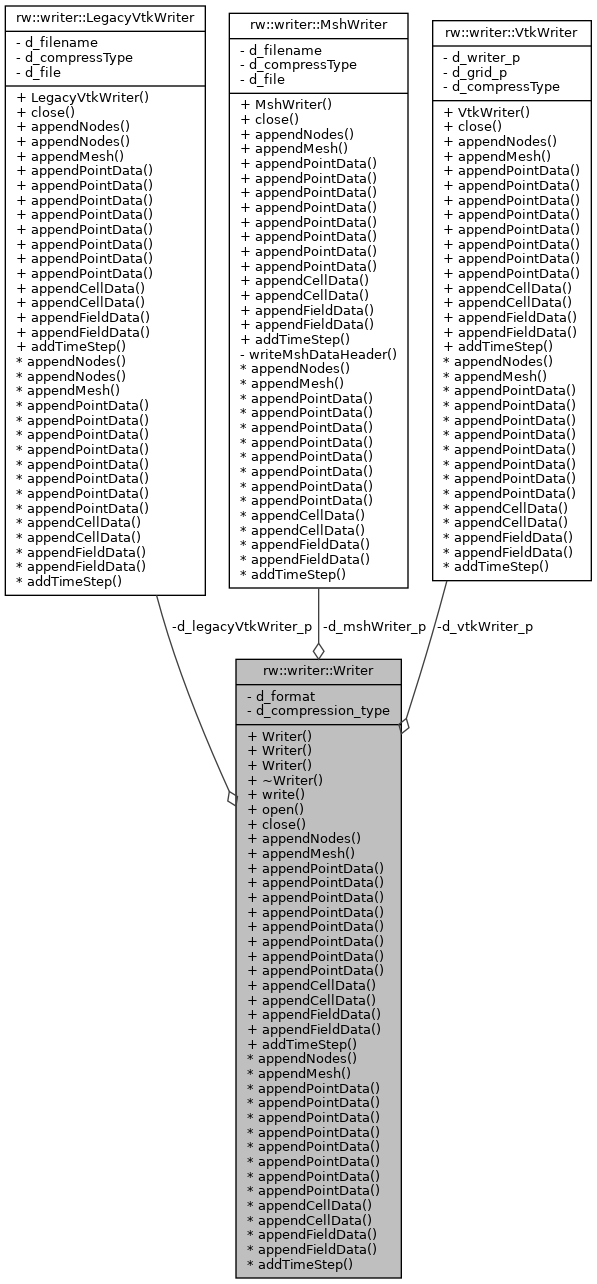 rw::writer::LegacyVtkWriter
- d_filename
- d_compressType
- d_file
+ LegacyVtkWriter()
+ close()
+ appendNodes()
+ appendNodes()
+ appendMesh()
+ appendPointData()
+ appendPointData()
+ appendPointData()
+ appendPointData()
+ appendPointData()
+ appendPointData()
+ appendPointData()
+ appendPointData()
+ appendCellData()
+ appendCellData()
+ appendFieldData()
+ appendFieldData()
+ addTimeStep()
* appendNodes()
* appendNodes()
* appendMesh()
* appendPointData()
* appendPointData()
* appendPointData()
* appendPointData()
* appendPointData()
* appendPointData()
* appendPointData()
* appendPointData()
* appendCellData()
* appendCellData()
* appendFieldData()
* appendFieldData()
* addTimeStep()
rw::writer::MshWriter
- d_filename
- d_compressType
- d_file
+ MshWriter()
+ close()
+ appendNodes()
+ appendMesh()
+ appendPointData()
+ appendPointData()
+ appendPointData()
+ appendPointData()
+ appendPointData()
+ appendPointData()
+ appendPointData()
+ appendPointData()
+ appendCellData()
+ appendCellData()
+ appendFieldData()
+ appendFieldData()
+ addTimeStep()
- writeMshDataHeader()
* appendNodes()
* appendMesh()
* appendPointData()
* appendPointData()
* appendPointData()
* appendPointData()
* appendPointData()
* appendPointData()
* appendPointData()
* appendPointData()
* appendCellData()
* appendCellData()
* appendFieldData()
* appendFieldData()
* addTimeStep()
rw::writer::VtkWriter
- d_writer_p
- d_grid_p
- d_compressType
+ VtkWriter()
+ close()
+ appendNodes()
+ appendMesh()
+ appendPointData()
+ appendPointData()
+ appendPointData()
+ appendPointData()
+ appendPointData()
+ appendPointData()
+ appendPointData()
+ appendPointData()
+ appendCellData()
+ appendCellData()
+ appendFieldData()
+ appendFieldData()
+ addTimeStep()
* appendNodes()
* appendMesh()
* appendPointData()
* appendPointData()
* appendPointData()
* appendPointData()
* appendPointData()
* appendPointData()
* appendPointData()
* appendPointData()
* appendCellData()
* appendCellData()
* appendFieldData()
* appendFieldData()
* addTimeStep()
-d_legacyVtkWriter_p
-d_mshWriter_p
-d_vtkWriter_p
rw::writer::Writer
- d_format
- d_compression_type
+ Writer()
+ Writer()
+ Writer()
+ ~Writer()
+ write()
+ open()
+ close()
+ appendNodes()
+ appendMesh()
+ appendPointData()
+ appendPointData()
+ appendPointData()
+ appendPointData()
+ appendPointData()
+ appendPointData()
+ appendPointData()
+ appendPointData()
+ appendCellData()
+ appendCellData()
+ appendFieldData()
+ appendFieldData()
+ addTimeStep()
* appendNodes()
* appendMesh()
* appendPointData()
* appendPointData()
* appendPointData()
* appendPointData()
* appendPointData()
* appendPointData()
* appendPointData()
* appendPointData()
* appendCellData()
* appendCellData()
* appendFieldData()
* appendFieldData()
* addTimeStep()